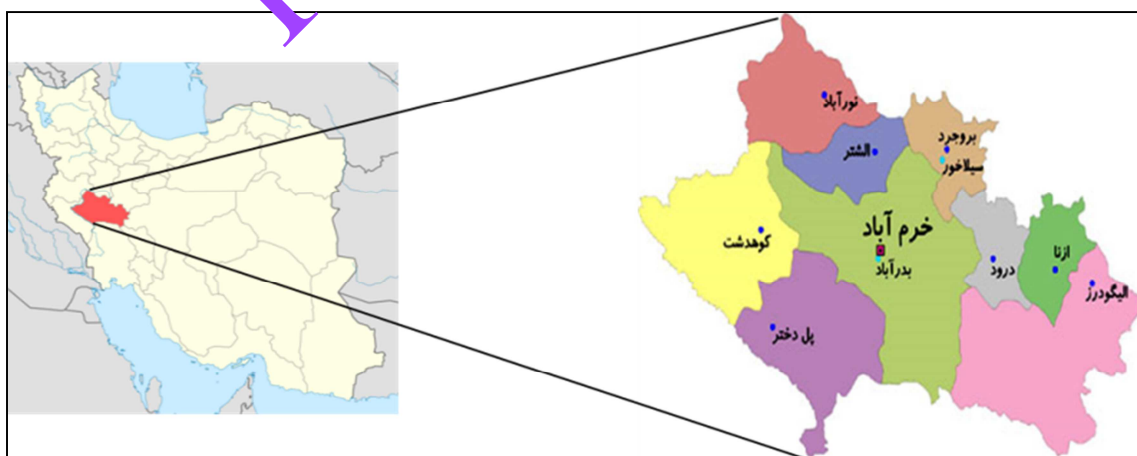 نورآباد
بروجرد
الشتر
سیلاخور
خرم آباد
کوهدشت
بدرآباد
درود
ازنا
الیگودرز
پل دختر